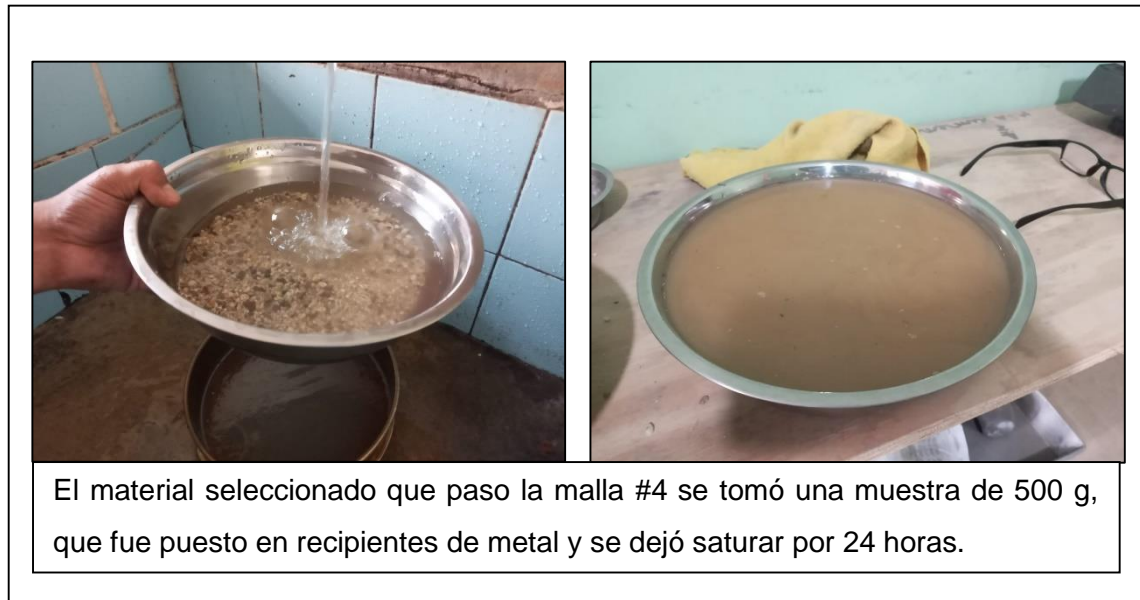 El material seleccionado que paso la malla #4 se tomó una muestra de 500 g,
que fue puesto en recipientes de metal y se dejó saturar por 24 horas.